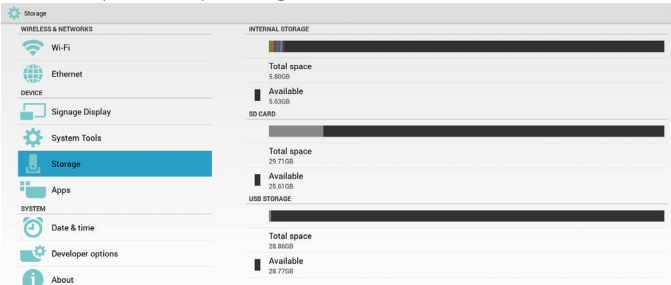 Storage
WIRELESS & NETWORKS
Wi-Fi
Ethernet
DEVICE
Signage Display
System Tools
Storage
Apps
SYSTEM
Date & time
Developer options
About
INTERNAL STORAGE
Total space
5.80GB
Available
5.63GB
SD CARD
Total space
29.71GB
Available
25.61GB
USB STORAGE
Total space
28.86GB
Available
28.77GB